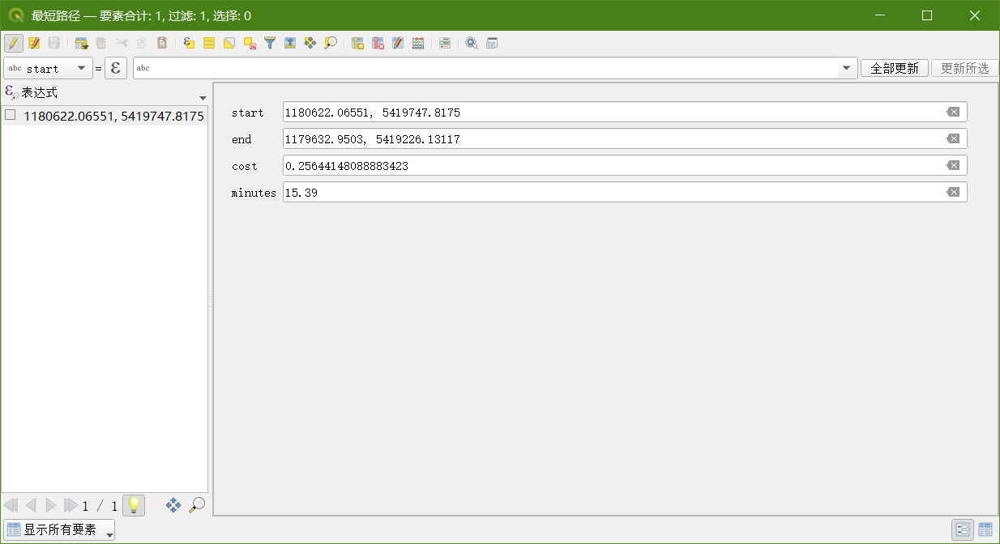 最短路径 — 要素合计: 1, 过滤: 1, 选择: 0
abc start = ε abc 全部更新 更新所选
表达式
1180622.06551, 5419747.8175
start 1180622.06551, 5419747.8175
end 1179632.9503, 5419226.13117
cost 0.25644148088883423
minutes 15.39
1 / 1
显示所有要素